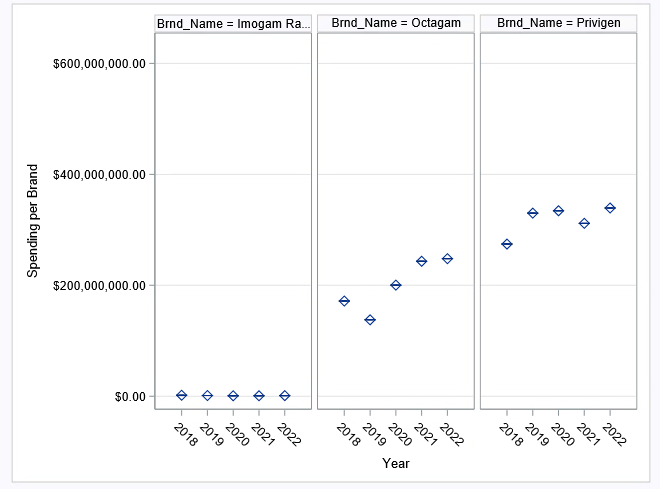 Brnd_Name = Imogam Ra...
Brnd_Name = Octagam
Brnd_Name = Privigen
$600,000,000.00
$400,000,000.00
$200,000,000.00
$0.00
Spending per Brand
2018 2019 2020 2021 2022
2018 2019 2020 2021 2022
2018 2019 2020 2021 2022
Year